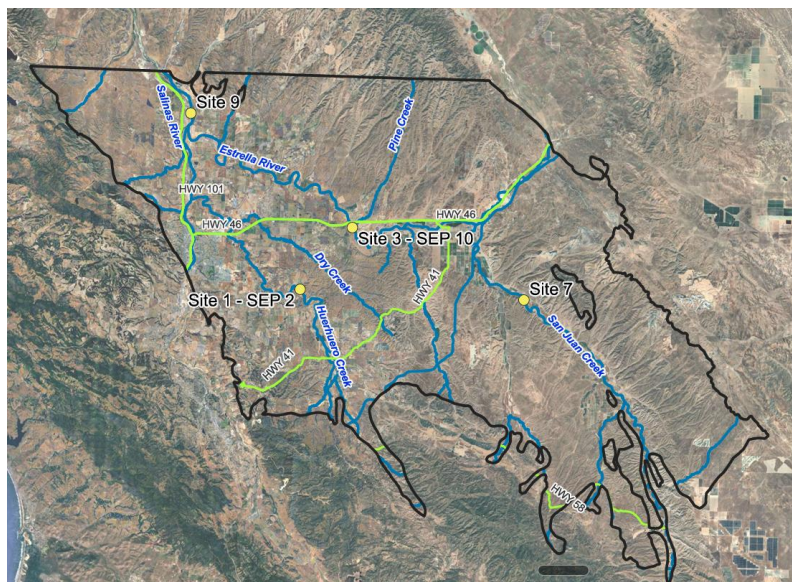 Site 9
Salinas River
Pine Creek
Estrella River
HWY 101
HWY 46
HWY 46
Site 3 - SEP 10
Dry Creek
HWY 41
Site 7
Site 1 - SEP 2
Huerhuero Creek
San Juan Creek
HWY 41
HWY 58